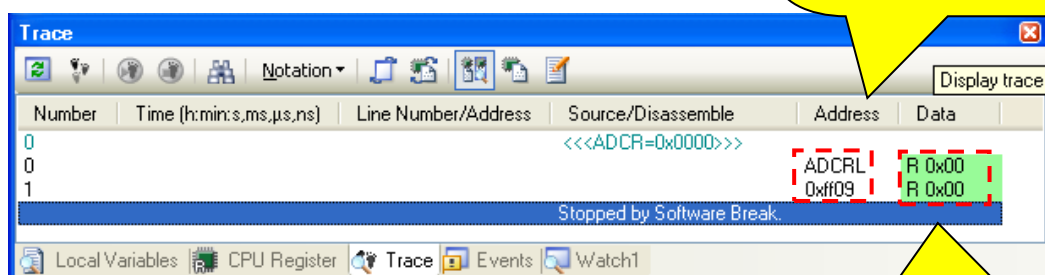 Trace
Notation
Display trace
Number Time (h:min:s,ms,µs,ns) Line Number/Address Source/Disassemble Address Data
0 <<<ADCR=0x0000>>>
0 ADCRL R 0x00
1 0xff09 R 0x00
Stopped by Software Break.
Local Variables CPU Register Trace Events Watch1